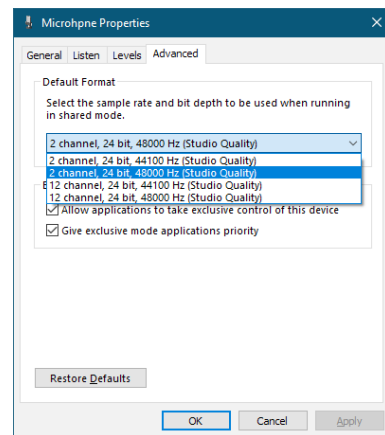 Microhpne Properties
General Listen Levels Advanced
Default Format
Select the sample rate and bit depth to be used when running
in shared mode.
2 channel, 24 bit, 48000 Hz (Studio Quality)
2 channel, 24 bit, 44100 Hz (Studio Quality)
2 channel, 24 bit, 48000 Hz (Studio Quality)
12 channel, 24 bit, 44100 Hz (Studio Quality)
12 channel, 24 bit, 48000 Hz (Studio Quality)
Allow applications to take exclusive control of this device
Give exclusive mode applications priority
Restore Defaults
OK Cancel Apply